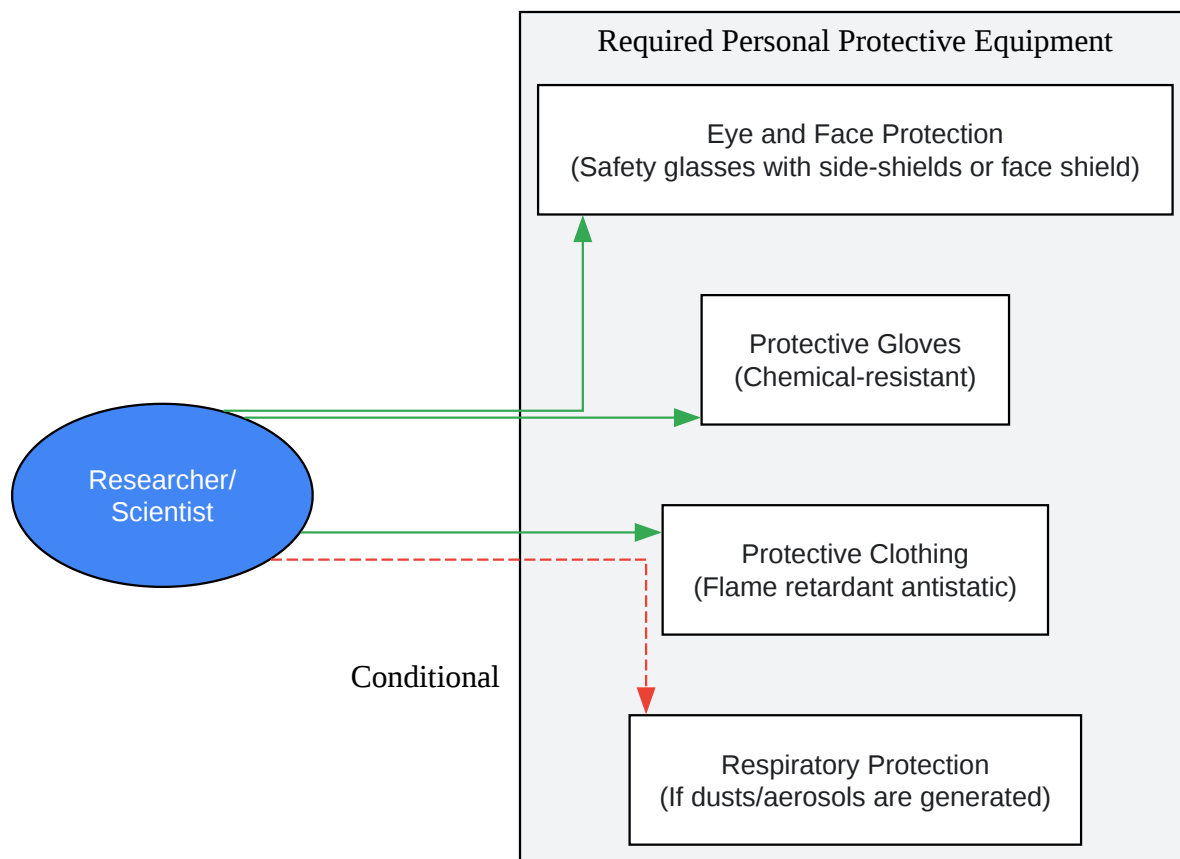 Required Personal Protective Equipment
Eye and Face Protection
(Safety glasses with side-shields or face shield)
Protective Gloves
(Chemical-resistant)
Researcher/
Scientist
Protective Clothing
(Flame retardant antistatic)
Conditional
Respiratory Protection
(If dusts/aerosols are generated)